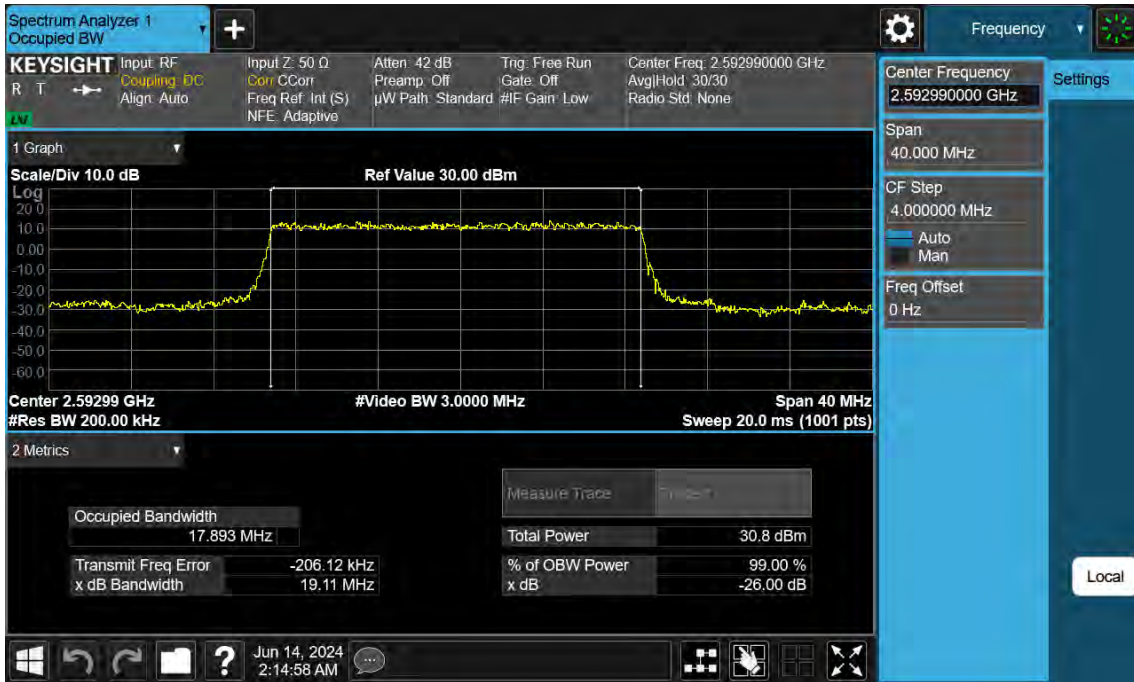 Spectrum Analyzer 1
Occupied BW
Frequency
KEYSIGHT
R T
Input: RF
Coupling: DC
Align: Auto
Input Z: 50 Ω
Corr CCorr
Freq Ref: Int (S)
NFE: Adaptive
Atten: 42 dB
Preamp: Off
µW Path: Standard
Trig: Free Run
Gate: Off
#IF Gain: Low
Center Freq: 2.592990000 GHz
Avg|Hold: 30/30
Radio Std: None
Center Frequency
2.592990000 GHz
Settings
Span
40.000 MHz
CF Step
4.000000 MHz
Auto
Man
Freq Offset
0 Hz
1 Graph
Scale/Div 10.0 dB
Ref Value 30.00 dBm
Log
20.0
10.0
0.00
-10.0
-20.0
-30.0
-40.0
-50.0
-60.0
Center 2.59299 GHz
#Video BW 3.0000 MHz
Span 40 MHz
#Res BW 200.00 kHz
Sweep 20.0 ms (1001 pts)
2 Metrics
Measure Trace
Occupied Bandwidth
17.893 MHz
Total Power 30.8 dBm
Transmit Freq Error -206.12 kHz
% of OBW Power 99.00 %
x dB Bandwidth 19.11 MHz
x dB -26.00 dB
Local
?
Jun 14, 2024
2:14:58 AM